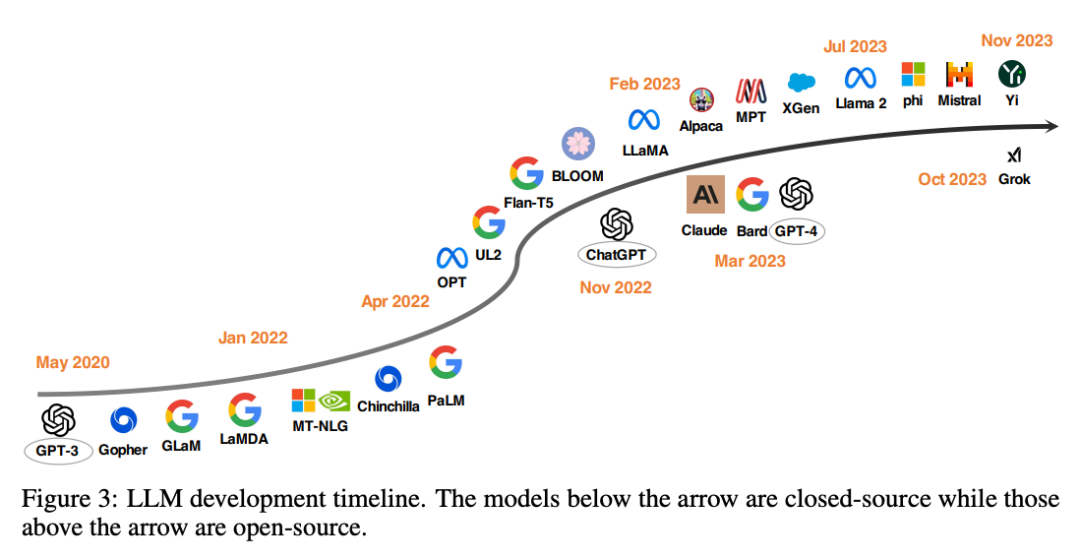 Nov 2023
Jul 2023
Feb 2023
Alpaca
MPT
XGen
Llama 2
phi
Mistral
Yi
LLaMA
BLOOM
Flan-T5
UL2
OPT
Apr 2022
Jan 2022
May 2020
GPT-3
Gopher
GLaM
LaMDA
MT-NLG
Chinchilla
PaLM
ChatGPT
Nov 2022
AI
Claude
Bard
GPT-4
Mar 2023
Oct 2023
xI
Grok
Figure 3: LLM development timeline. The models below the arrow are closed-source while those
above the arrow are open-source.